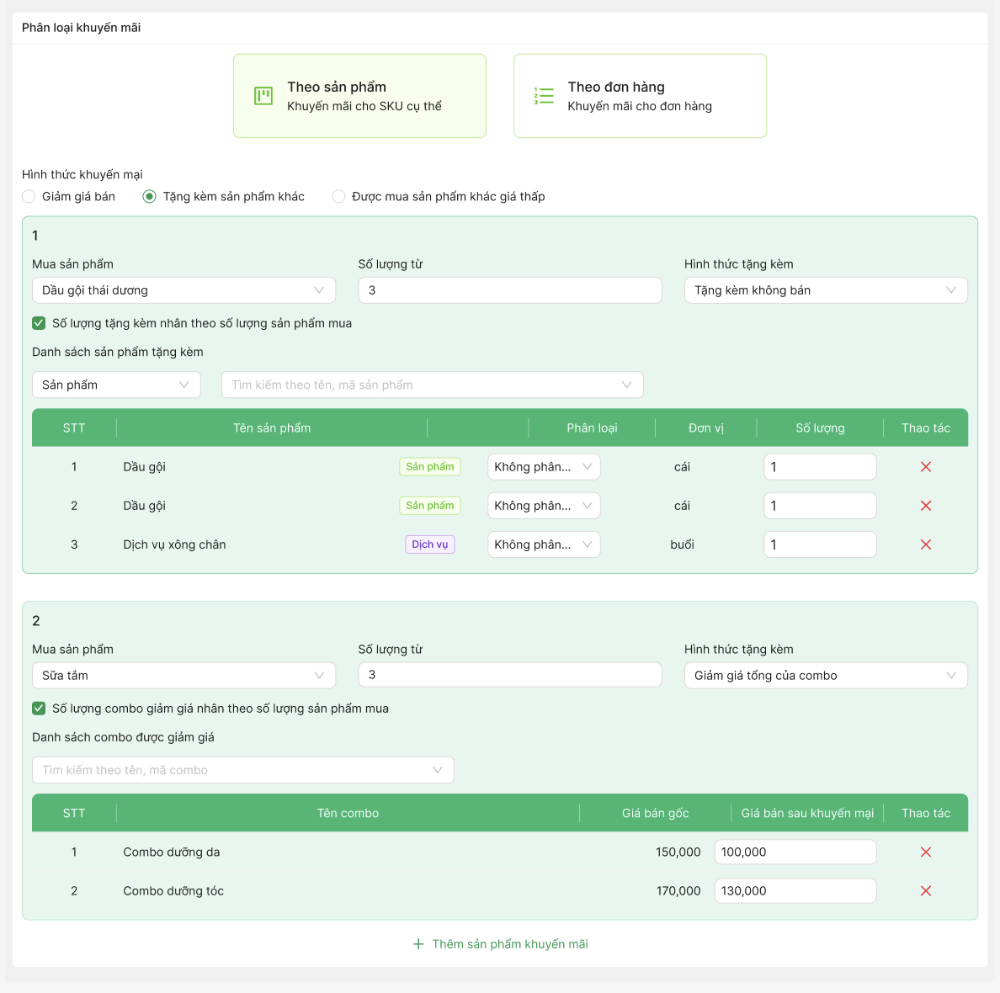 Phân loại khuyến mãi
Theo sản phẩm
Khuyến mãi cho SKU cụ thể
Theo đơn hàng
Khuyến mãi cho đơn hàng
Hình thức khuyến mại
Giảm giá bán
Tặng kèm sản phẩm khác
Được mua sản phẩm khác giá thấp
1
Mua sản phẩm
Số lượng từ
Hình thức tặng kèm
Dầu gội thái dương
3
Tặng kèm không bán
Số lượng tặng kèm nhân theo số lượng sản phẩm mua
Danh sách sản phẩm tặng kèm
Sản phẩm
Tìm kiếm theo tên, mã sản phẩm
STT Tên sản phẩm Phân loại Đơn vị Số lượng Thao tác
1 Dầu gội Sản phẩm Không phân... cái 1
2 Dầu gội Sản phẩm Không phân... cái 1
3 Dịch vụ xông chân Dịch vụ Không phân... buổi 1
2
Mua sản phẩm
Số lượng từ
Hình thức tặng kèm
Sữa tắm
3
Giảm giá tổng của combo
Số lượng combo giảm giá nhân theo số lượng sản phẩm mua
Danh sách combo được giảm giá
Tìm kiếm theo tên, mã combo
STT Tên combo Giá bán gốc Giá bán sau khuyến mại Thao tác
1 Combo dưỡng da 150,000 100,000
2 Combo dưỡng tóc 170,000 130,000
Thêm sản phẩm khuyến mãi